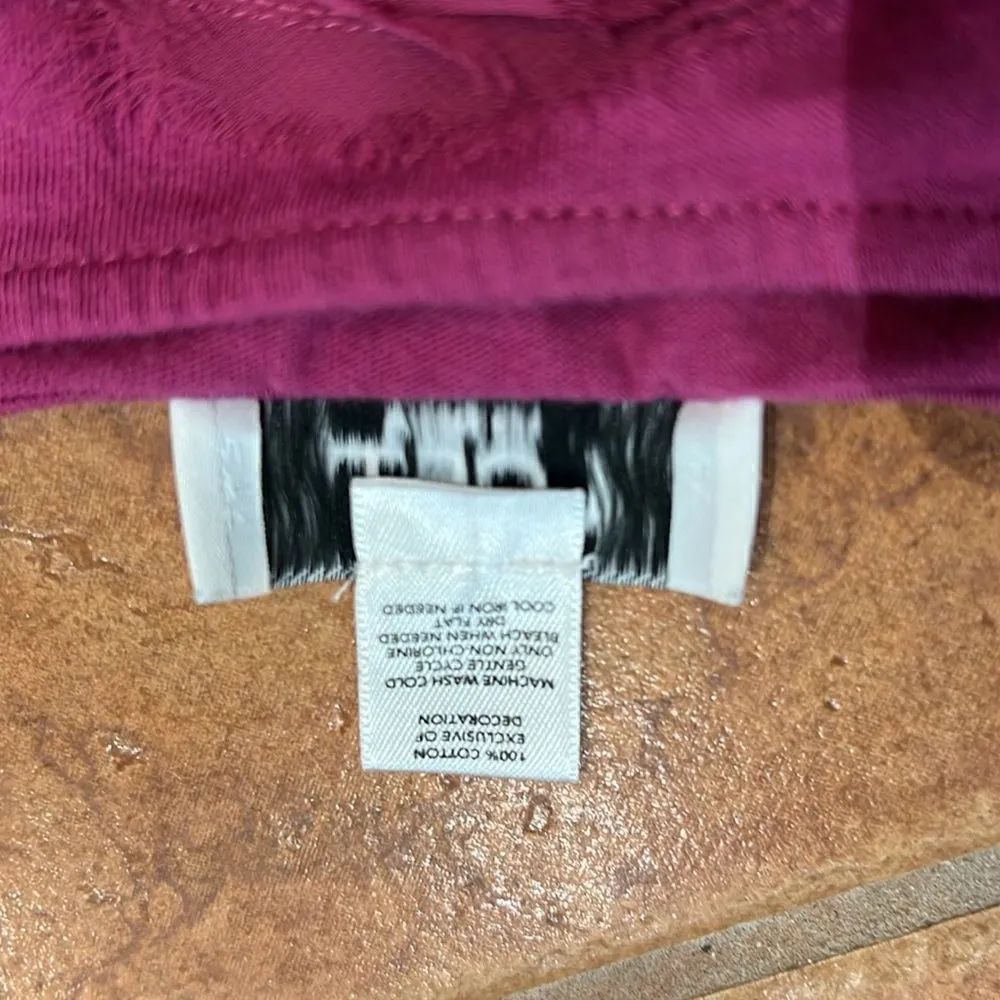 100% COTTON
EXCLUSIVE OF
DECORATION
MACHINE WASH COLD
GENTLE CYCLE
ONLY NON-CHLORINE
BLEACH WHEN NEEDED
DRY FLAT
COOL IRON IF NEEDED